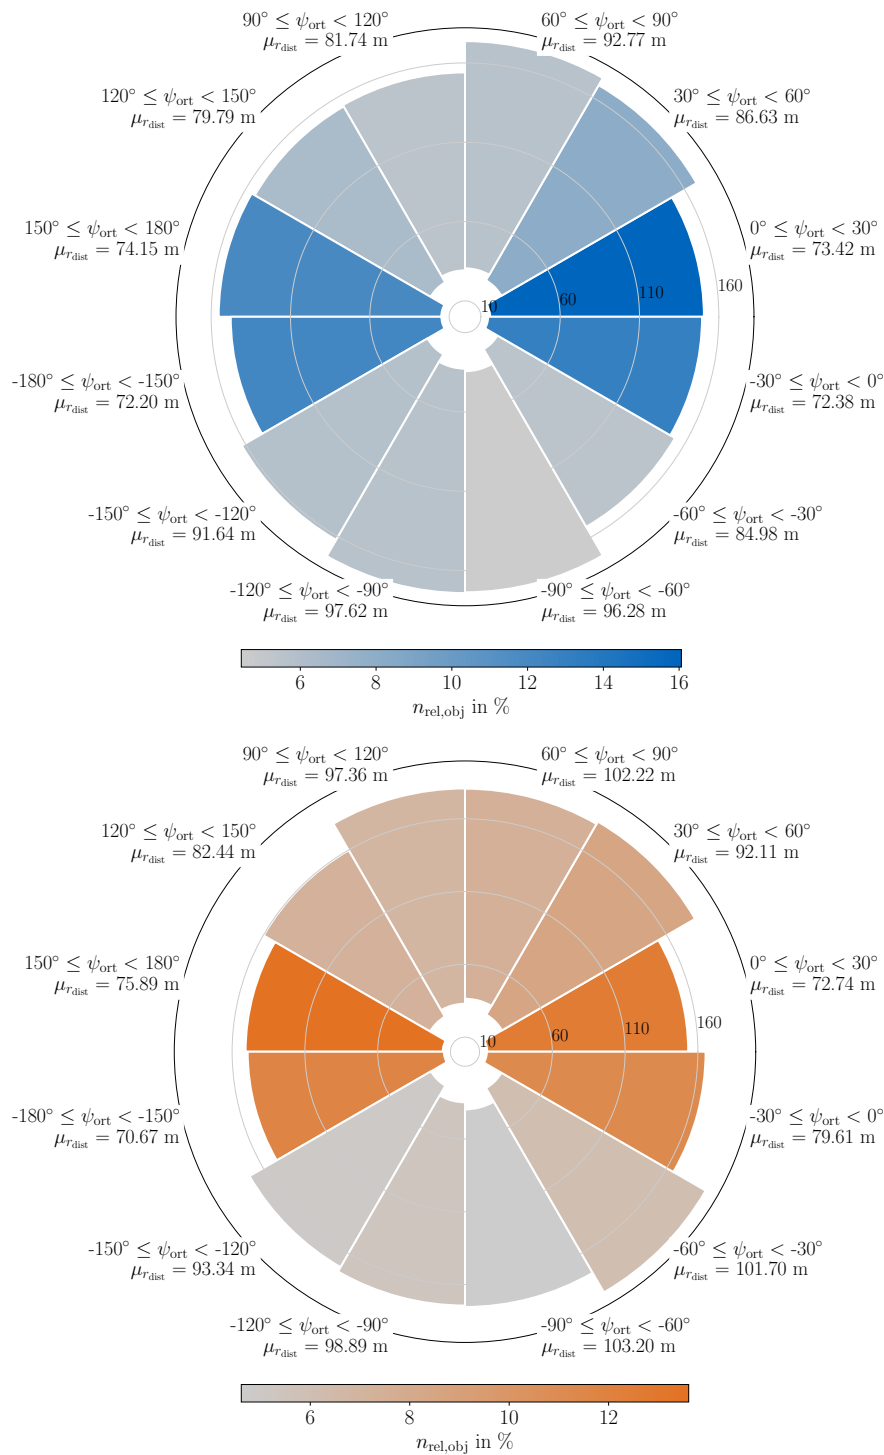 90° ≤ ψort < 120°
μrdist = 81.74 m
60° ≤ ψort < 90°
μrdist = 92.77 m
120° ≤ ψort < 150°
μrdist = 79.79 m
30° ≤ ψort < 60°
μrdist = 86.63 m
150° ≤ ψort < 180°
μrdist = 74.15 m
0° ≤ ψort < 30°
μrdist = 73.42 m
10
60
110
160
-180° ≤ ψort < -150°
μrdist = 72.20 m
-30° ≤ ψort < 0°
μrdist = 72.38 m
-150° ≤ ψort < -120°
μrdist = 91.64 m
-60° ≤ ψort < -30°
μrdist = 84.98 m
-120° ≤ ψort < -90°
μrdist = 97.62 m
-90° ≤ ψort < -60°
μrdist = 96.28 m
6 8 10 12 14 16
nrel,obj in %
90° ≤ ψort < 120°
μrdist = 97.36 m
60° ≤ ψort < 90°
μrdist = 102.22 m
120° ≤ ψort < 150°
μrdist = 82.44 m
30° ≤ ψort < 60°
μrdist = 92.11 m
150° ≤ ψort < 180°
μrdist = 75.89 m
0° ≤ ψort < 30°
μrdist = 72.74 m
10
60
110
160
-180° ≤ ψort < -150°
μrdist = 70.67 m
-30° ≤ ψort < 0°
μrdist = 79.61 m
-150° ≤ ψort < -120°
μrdist = 93.34 m
-60° ≤ ψort < -30°
μrdist = 101.70 m
-120° ≤ ψort < -90°
μrdist = 98.89 m
-90° ≤ ψort < -60°
μrdist = 103.20 m
6 8 10 12
nrel,obj in %